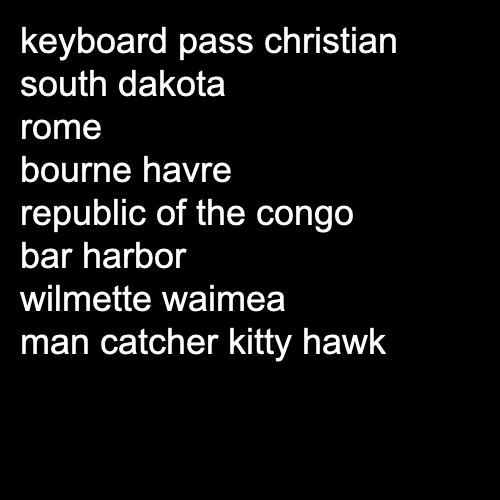 keyboard pass christian
south dakota
rome
bourne havre
republic of the congo
bar harbor
wilmette waimea
man catcher kitty hawk